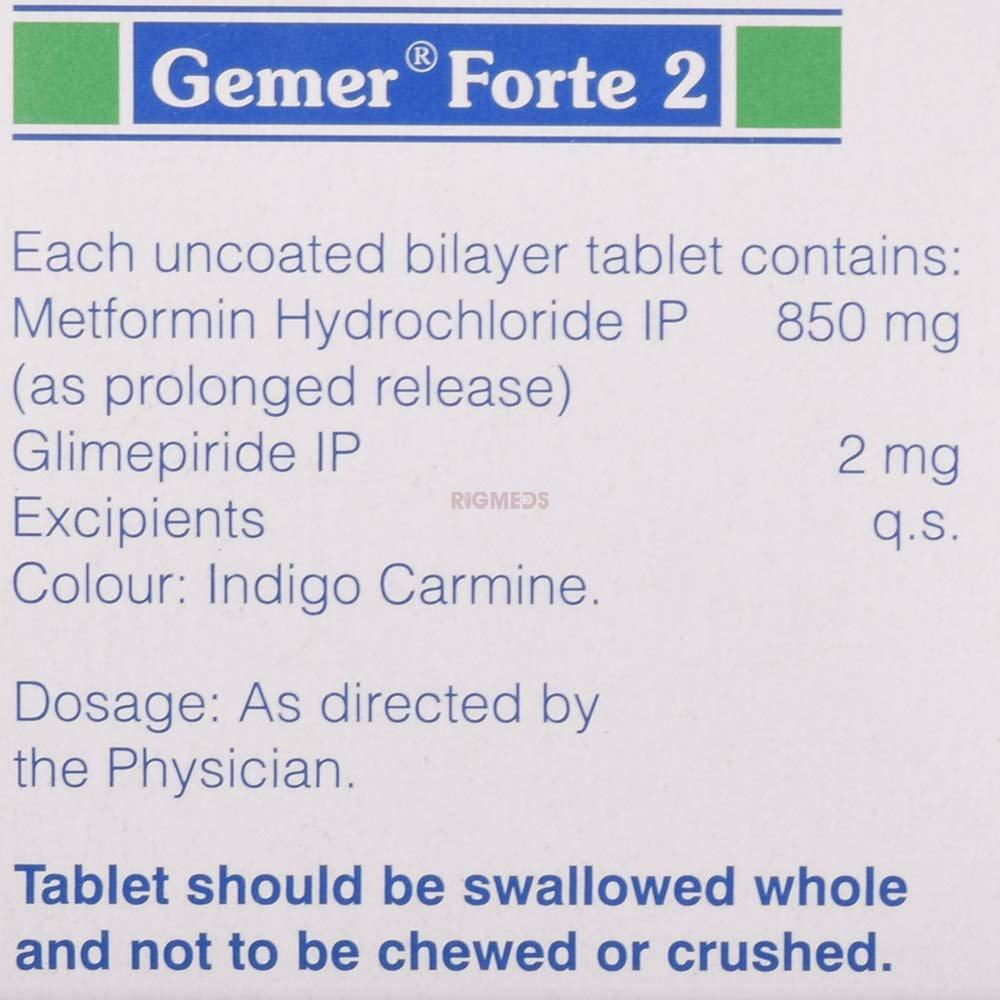 Gemer® Forte 2
Each uncoated bilayer tablet contains:
Metformin Hydrochloride IP 850 mg
(as prolonged release)
Glimepiride IP 2 mg
RIGMEDS
Excipients q.s.
Colour: Indigo Carmine.
Dosage: As directed by
the Physician.
Tablet should be swallowed whole
and not to be chewed or crushed.